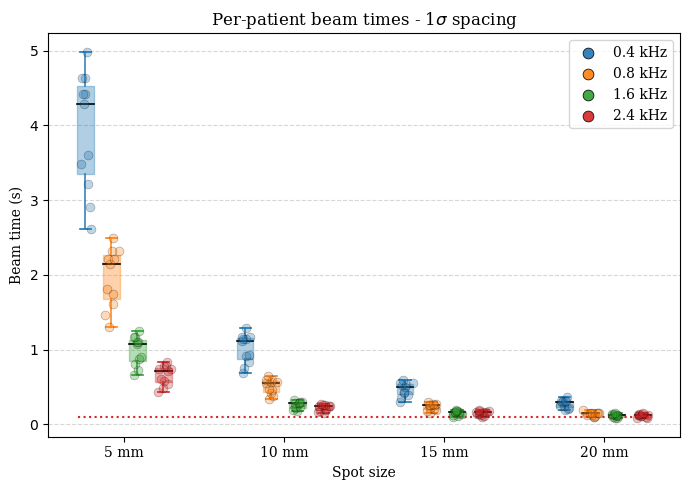 Per-patient beam times - 1σ spacing
Beam time (s)
5
4
3
2
1
0
0.4 kHz
0.8 kHz
1.6 kHz
2.4 kHz
5 mm
10 mm
15 mm
20 mm
Spot size